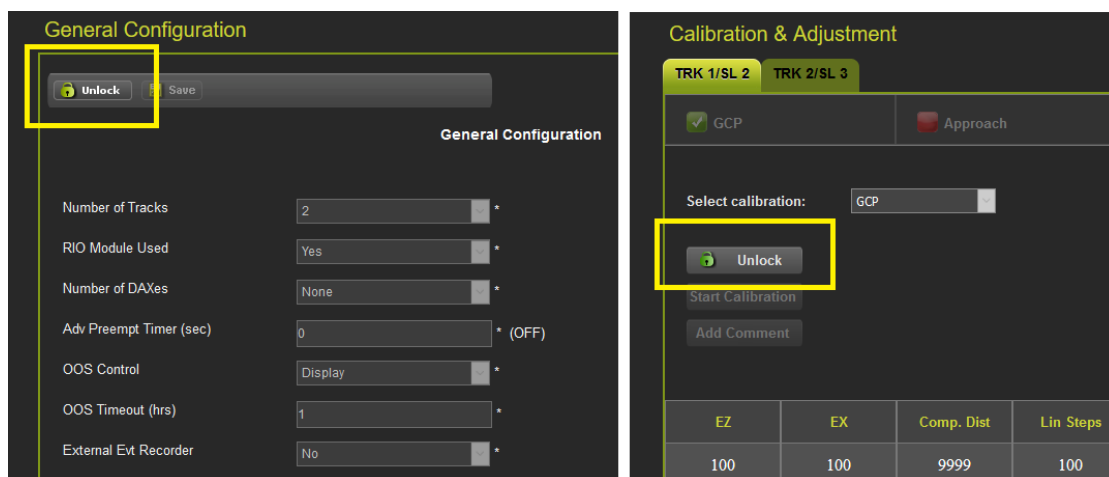 General Configuration
Unlock Save
General Configuration
Number of Tracks 2 *
RIO Module Used Yes *
Number of DAXes None *
Adv Preempt Timer (sec) 0 * (OFF)
OOS Control Display *
OOS Timeout (hrs) 1 *
External Evt Recorder No *
Calibration & Adjustment
TRK 1/SL 2 TRK 2/SL 3
GCP Approach
Select calibration: GCP
Unlock
Start Calibration
Add Comment
EZ EX Comp. Dist Lin Steps
100 100 9999 100